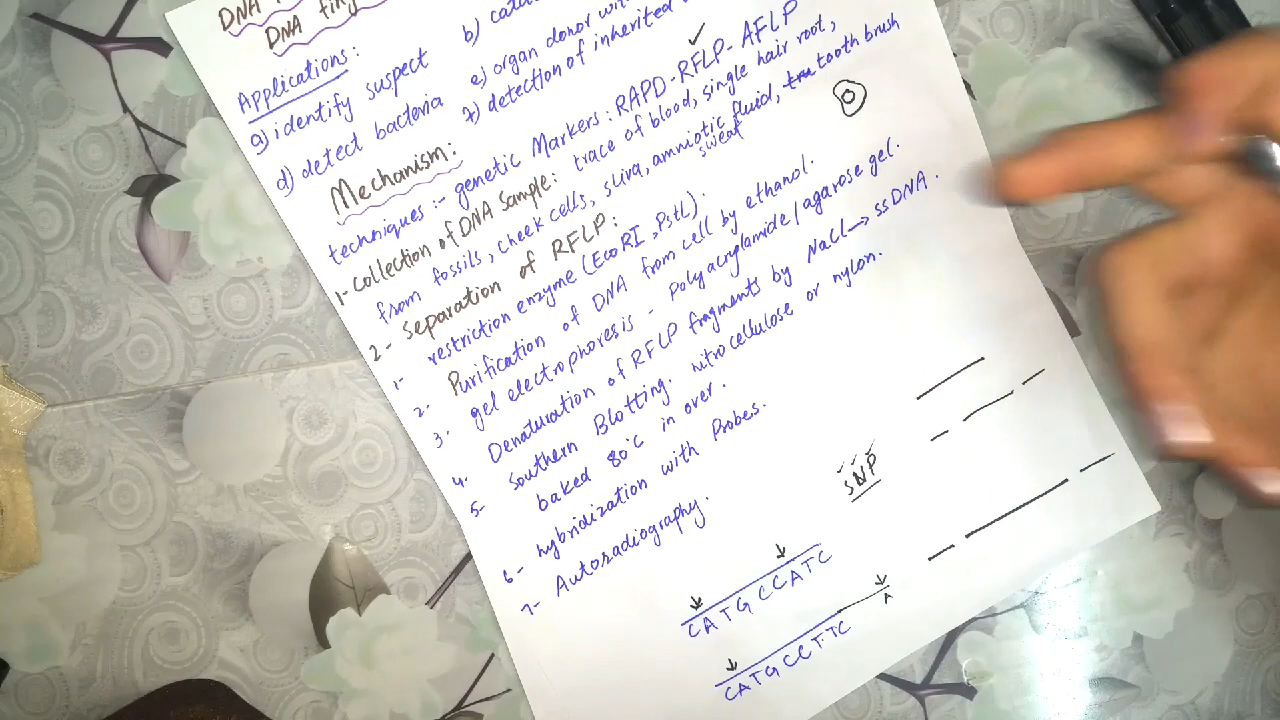 DNA
DNA
Applications:
a) identify suspect
b)
d) detect bacteria
e) organ donor
7) detection of inherited
Mechanism:
techniques :- genetic Markers : RAPD-RFLP-AFLP
1- collection of DNA sample: trace of blood, single hair root,
from fossils, cheek cells, sliva, amniotic fluid, tooth brush
sweat
2- Separation of RFLP:
1- restriction enzyme (EcoRI, PstI).
2- Purification of DNA from cell by ethanol.
3- gel electrophoresis - polyacrylamide/agarose gel.
4- Denaturation of RFLP fragments by NaCl → ssDNA.
5- Southern Blotting. nitrocellulose or nylon.
baked 80°C in over.
6- hybridization with Probes.
7- Autoradiography.
SNP
CATGCCATC
A
CATGCCTTC